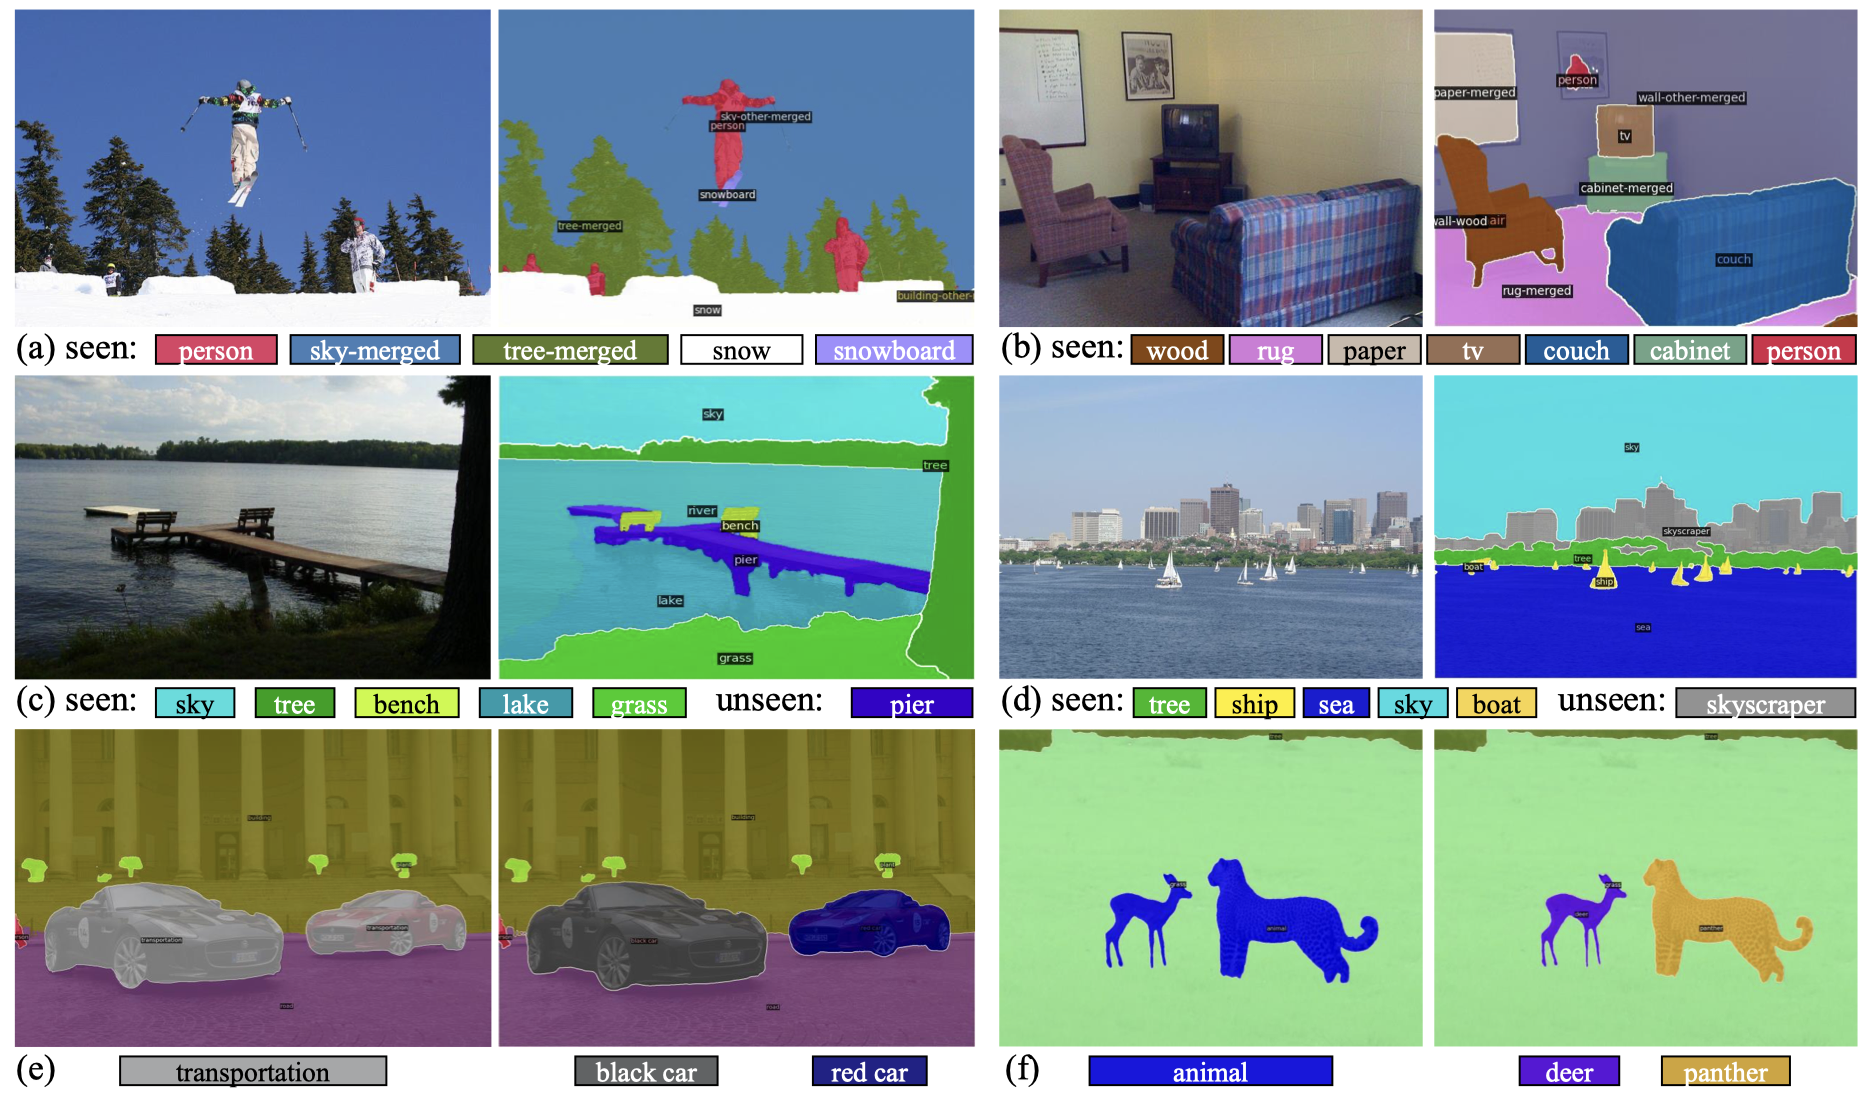 sky-other-merged
person
snowboard
tree-merged
building-other-
snow
person
paper-merged
wall-other-merged
tv
cabinet-merged
wall-wood air
couch
rug-merged
(a) seen: person sky-merged tree-merged snow snowboard
(b) seen: wood rug paper tv couch cabinet person
sky
tree
river
bench
pier
lake
grass
sky
skyscraper
tree
boat
ship
sea
(c) seen: sky tree bench lake grass unseen: pier
(d) seen: tree ship sea sky boat unseen: skyscraper
building
plant
transportation
transportation
road
building
plant
black car
red car
road
tree
grass
animal
tree
grass
deer
panther
(e) transportation black car red car
(f) animal deer panther